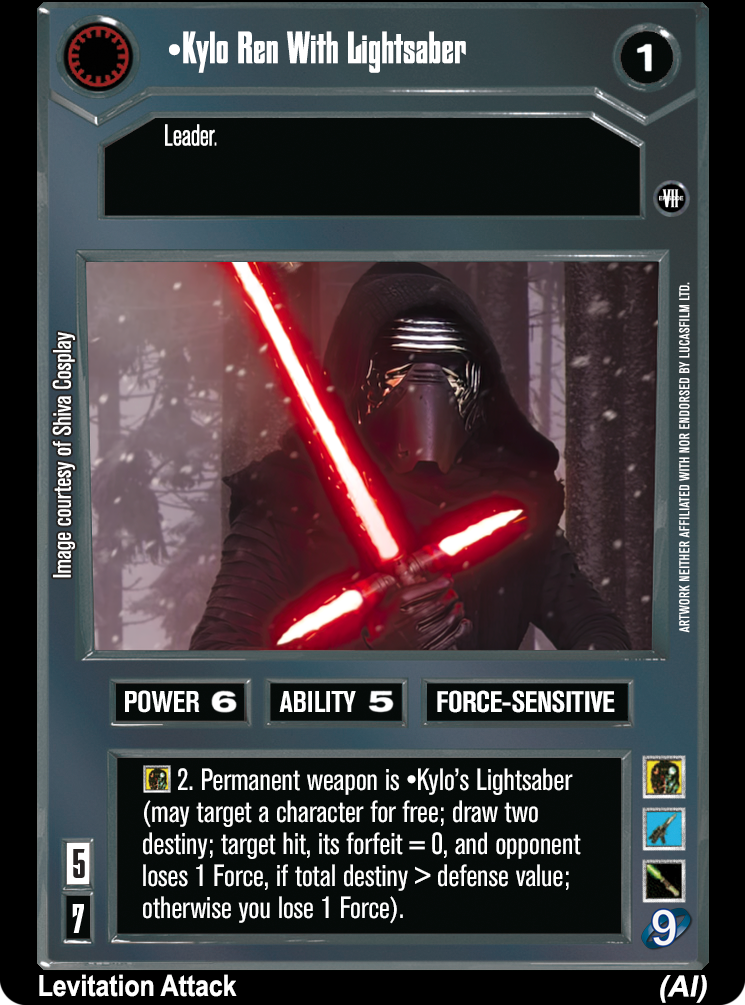 •Kylo Ren With Lightsaber
1
Leader.
EPISODE VII
Image courtesy of Shiva Cosplay
ARTWORK NEITHER AFFILIATED WITH NOR ENDORSED BY LUCASFILM LTD.
POWER 6
ABILITY 5
FORCE-SENSITIVE
2. Permanent weapon is •Kylo's Lightsaber
(may target a character for free; draw two
destiny; target hit, its forfeit = 0, and opponent
loses 1 Force, if total destiny > defense value;
otherwise you lose 1 Force).
5
7
9
Levitation Attack
(AI)